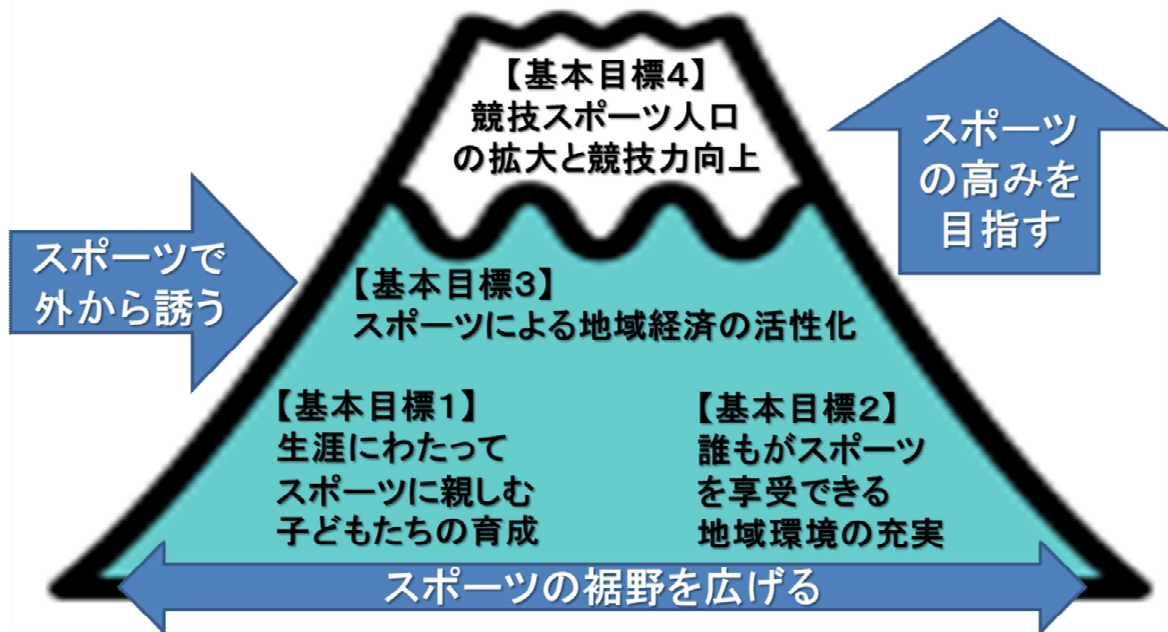 【基本目標4】
競技スポーツ人口
の拡大と競技力向上
スポーツ
の高みを
目指す
スポーツで
外から誘う
【基本目標3】
スポーツによる地域経済の活性化
【基本目標1】
生涯にわたって
スポーツに親しむ
子どもたちの育成
【基本目標2】
誰もがスポーツ
を享受できる
地域環境の充実
スポーツの裾野を広げる